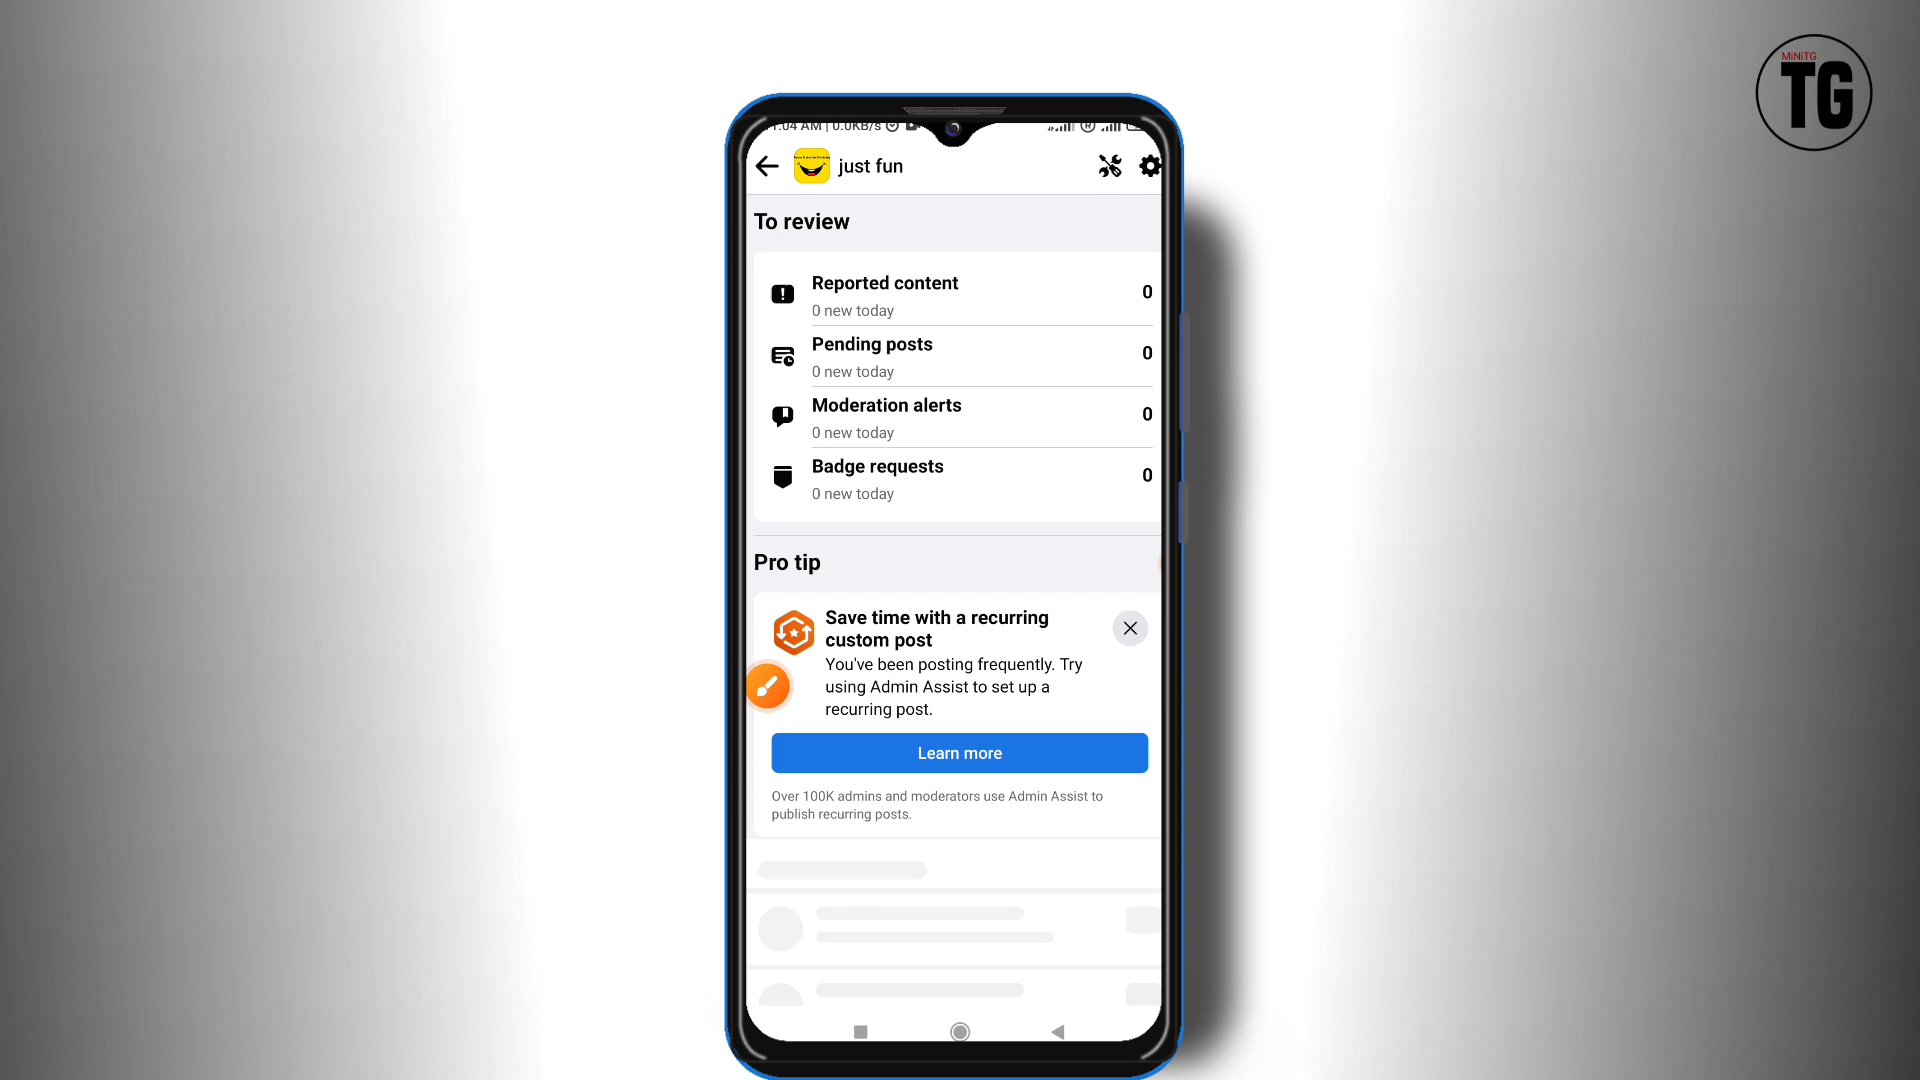 MiNiTG
TG
1:04 AM | 0.0KB/s
just fun
To review
Reported content
0
0 new today
Pending posts
0
0 new today
Moderation alerts
0
0 new today
Badge requests
0
0 new today
Pro tip
Save time with a recurring
custom post
You've been posting frequently. Try
using Admin Assist to set up a
recurring post.
Learn more
Over 100K admins and moderators use Admin Assist to
publish recurring posts.